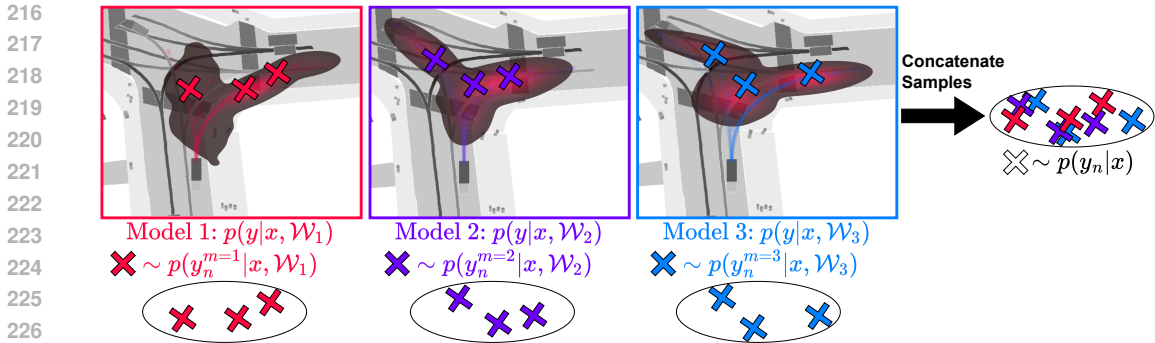 216
217
218
219
220
221
222
223
224
225
226
Concatenate
Samples
∼ p(y_n|x)
Model 1: p(y|x, 𝒲_1)
∼ p(y_n^{m=1}|x, 𝒲_1)
Model 2: p(y|x, 𝒲_2)
∼ p(y_n^{m=2}|x, 𝒲_2)
Model 3: p(y|x, 𝒲_3)
∼ p(y_n^{m=3}|x, 𝒲_3)